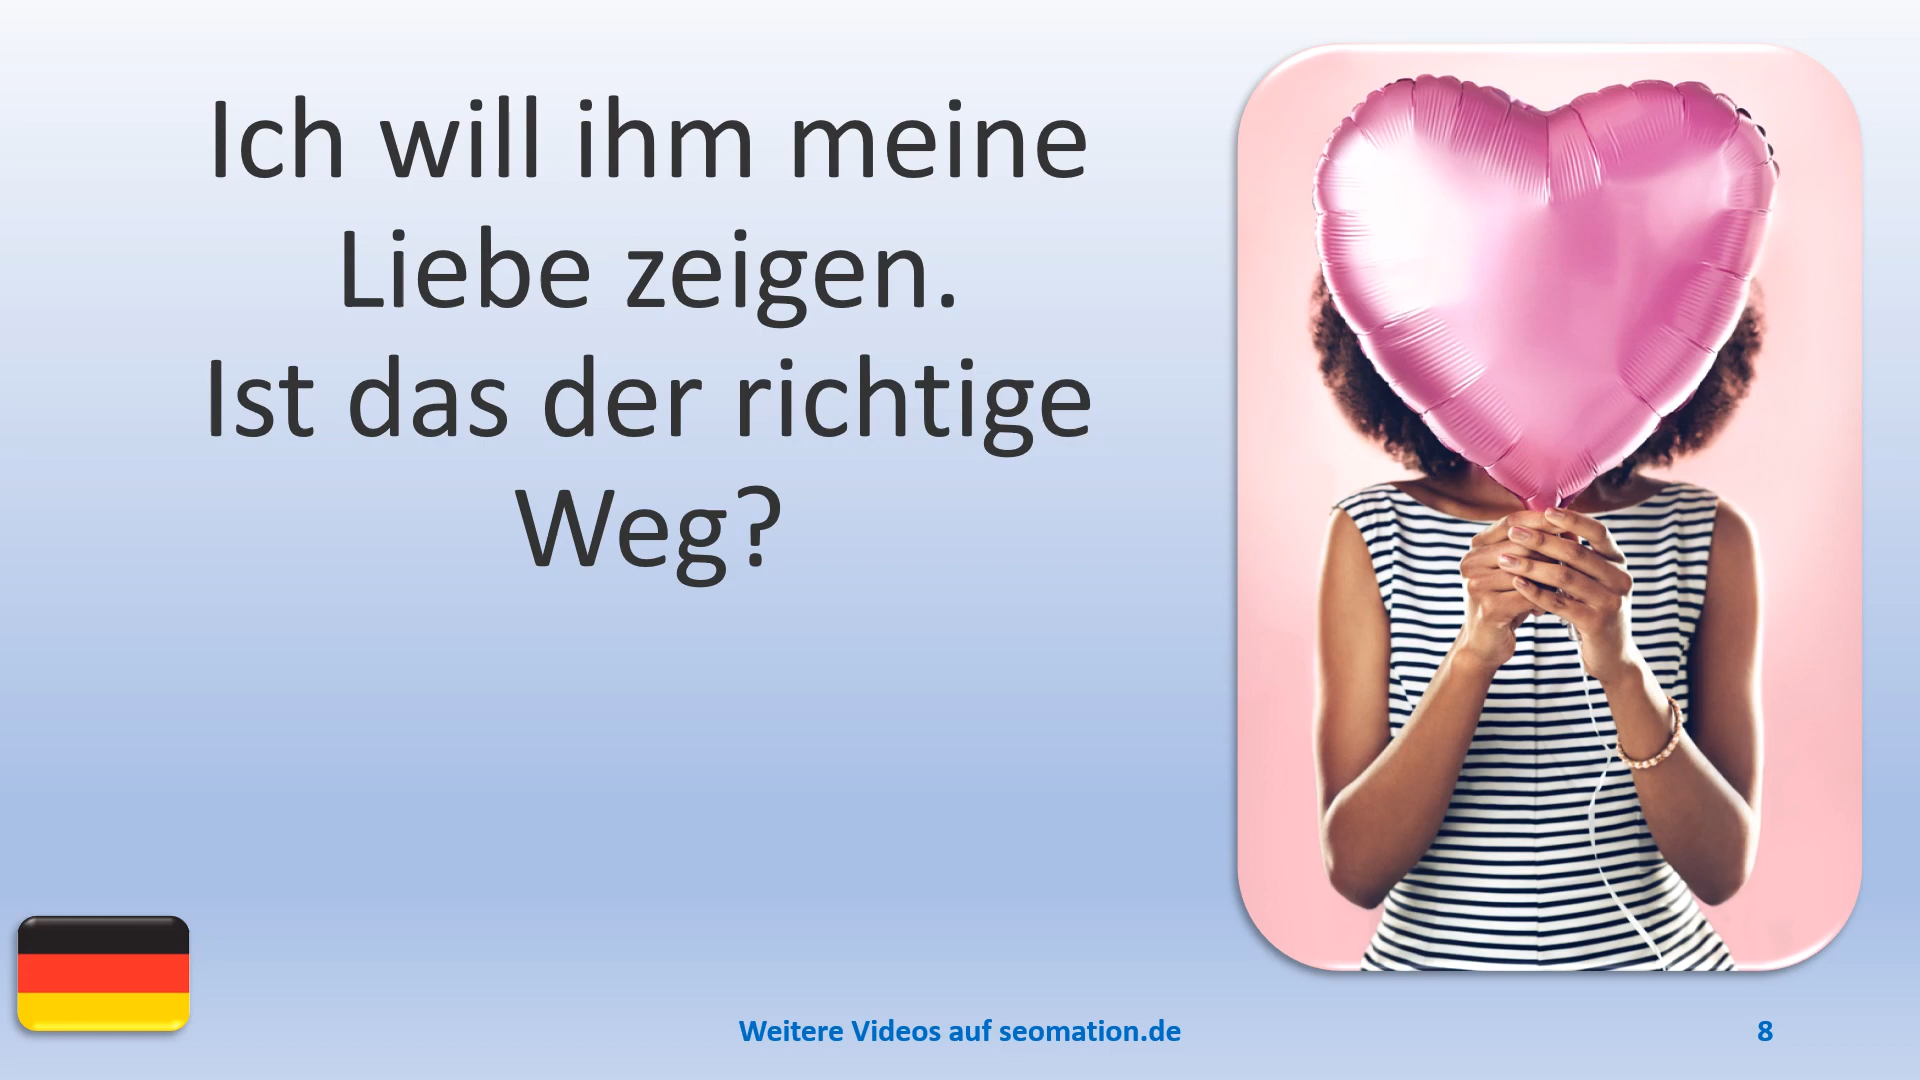 Ich will ihm meine
Liebe zeigen.
Ist das der richtige
Weg?
Weitere Videos auf seomation.de
8